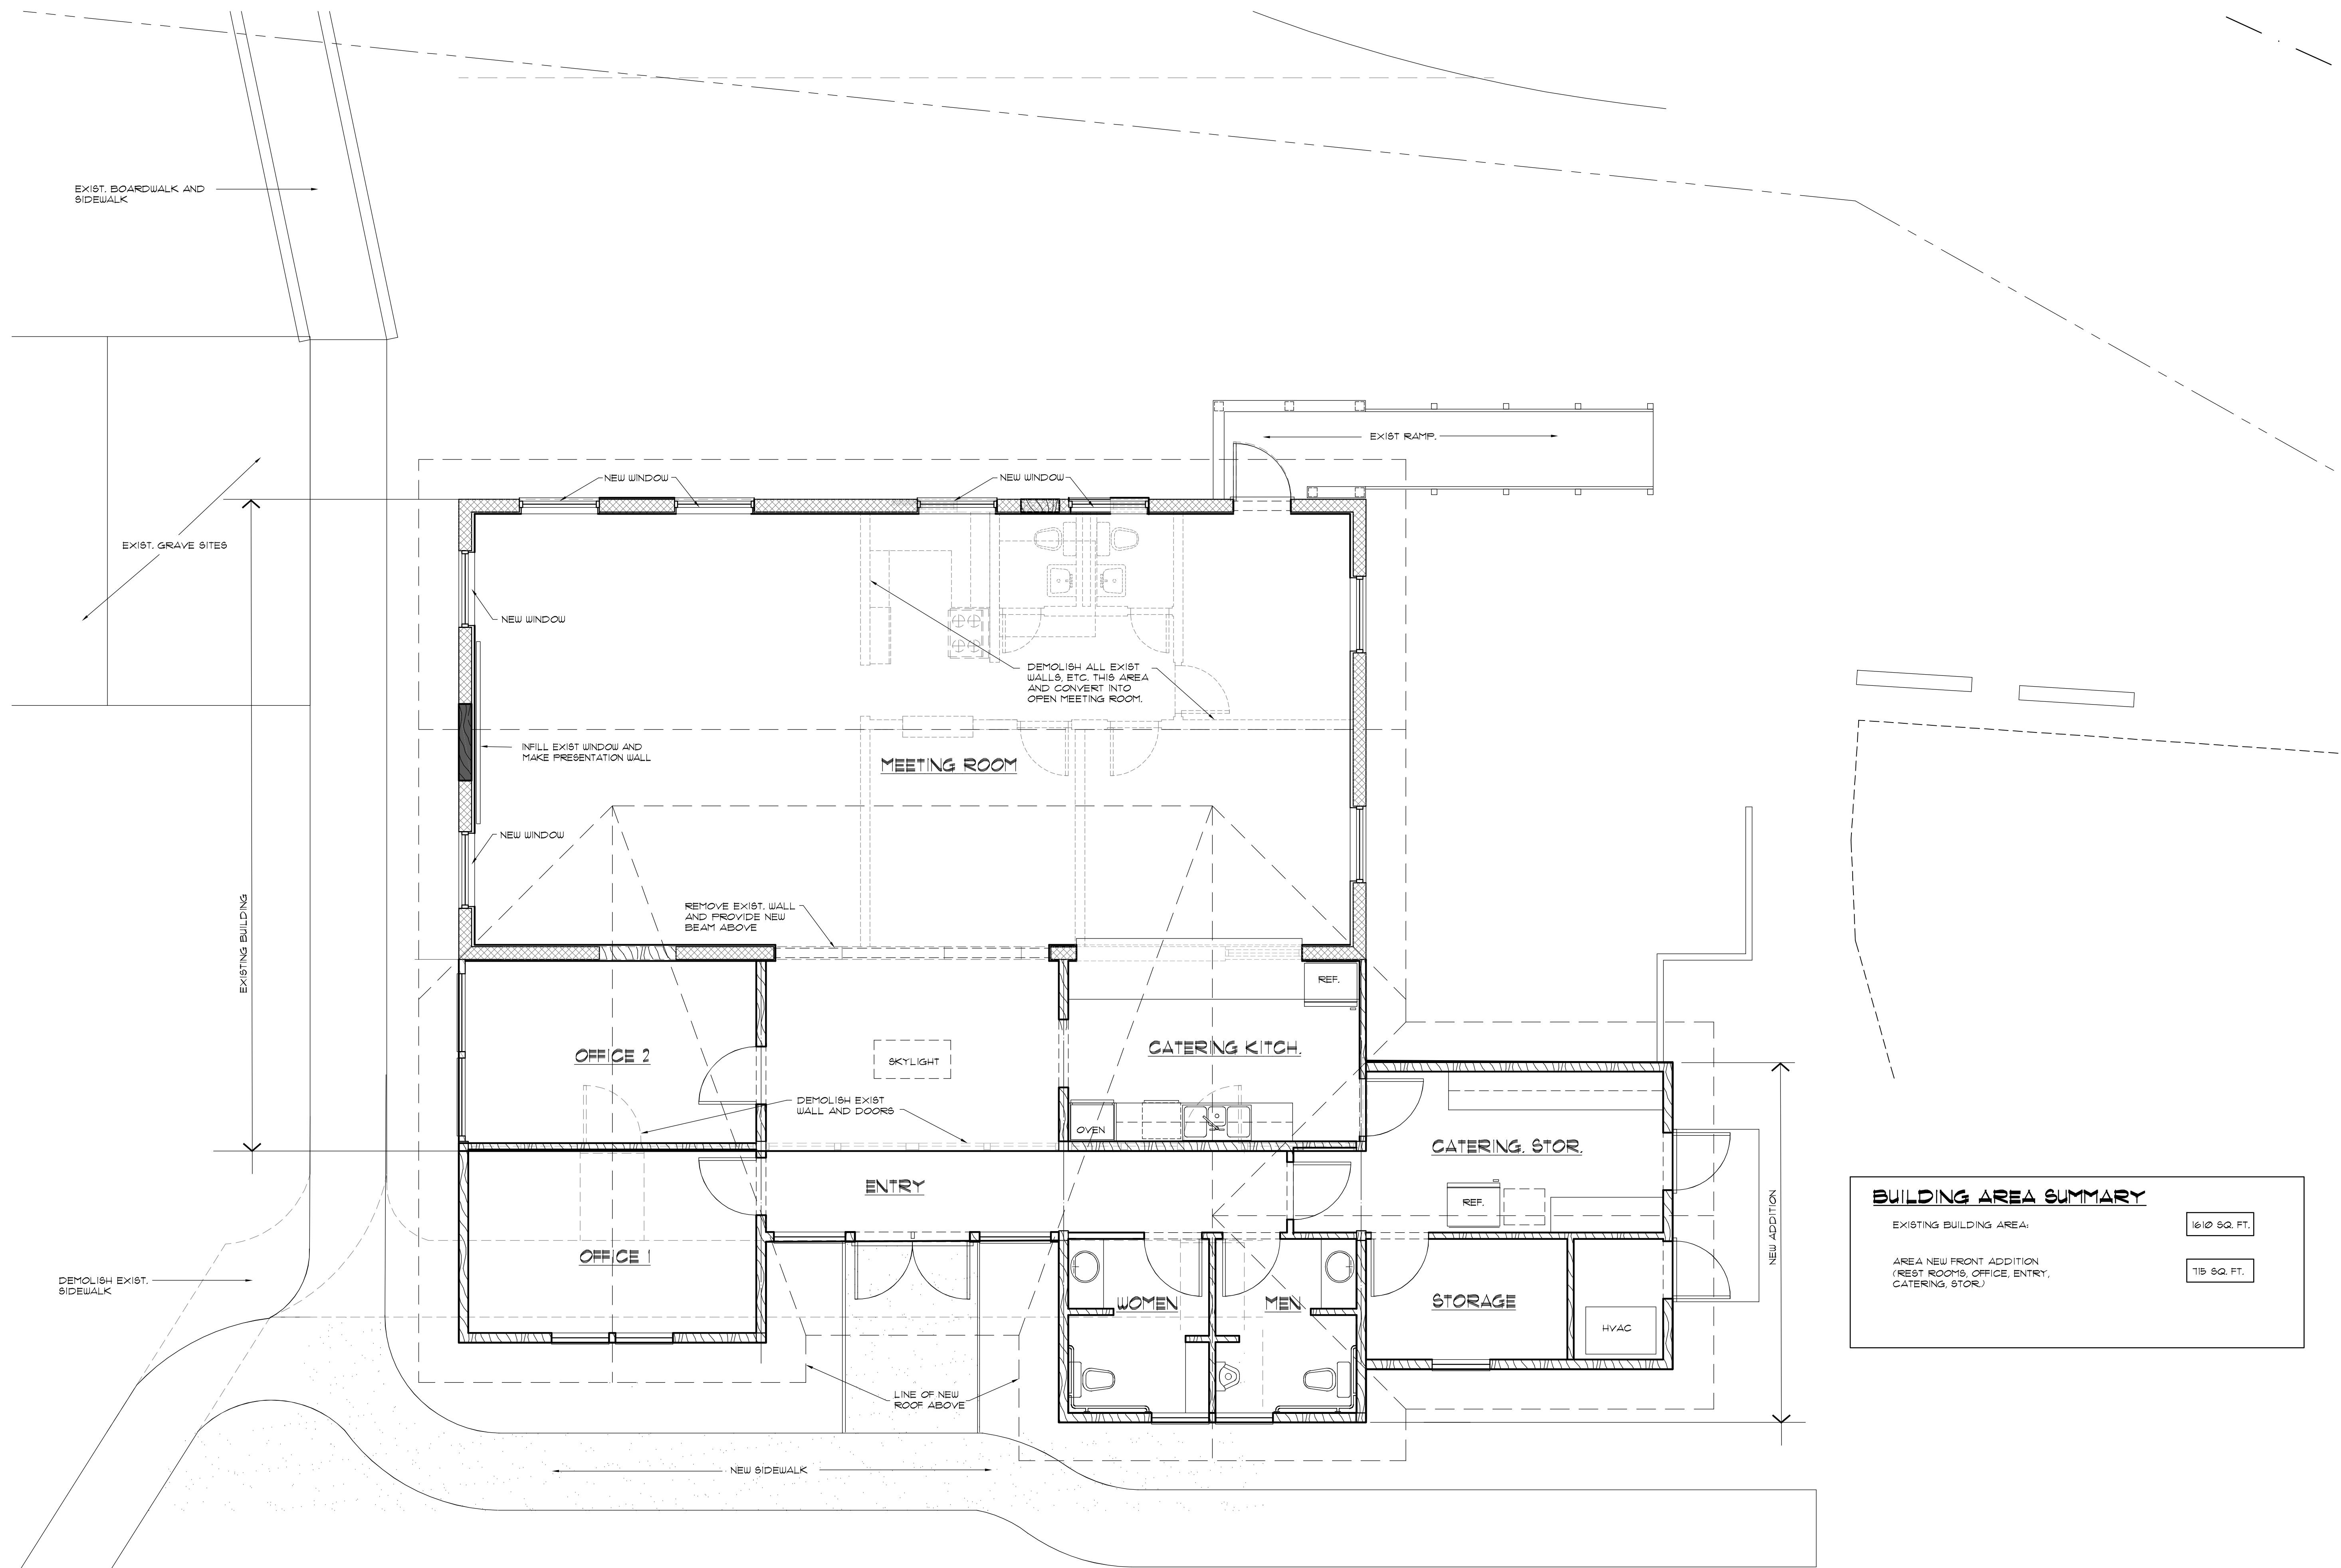 EXIST. BOARDWALK AND
SIDEWALK
EXIST RAMP.
NEW WINDOW
NEW WINDOW
EXIST. GRAVE SITES
NEW WINDOW
DEMOLISH ALL EXIST
WALLS, ETC. THIS AREA
AND CONVERT INTO
OPEN MEETING ROOM.
INFILL EXIST WINDOW AND
MAKE PRESENTATION WALL
MEETING ROOM
NEW WINDOW
REMOVE EXIST. WALL
AND PROVIDE NEW
BEAM ABOVE
EXISTING BUILDING
REF.
OFFICE 2
SKYLIGHT
CATERING KITCH.
DEMOLISH EXIST
WALL AND DOORS
OVEN
CATERING. STOR.
ENTRY
REF.
NEW ADDITION
BUILDING AREA SUMMARY
EXISTING BUILDING AREA:
1610 SQ. FT.
AREA NEW FRONT ADDITION
(REST ROOMS, OFFICE, ENTRY,
CATERING, STOR.)
715 SQ. FT.
OFFICE 1
DEMOLISH EXIST.
SIDEWALK
WOMEN
MEN
STORAGE
HVAC
LINE OF NEW
ROOF ABOVE
NEW SIDEWALK